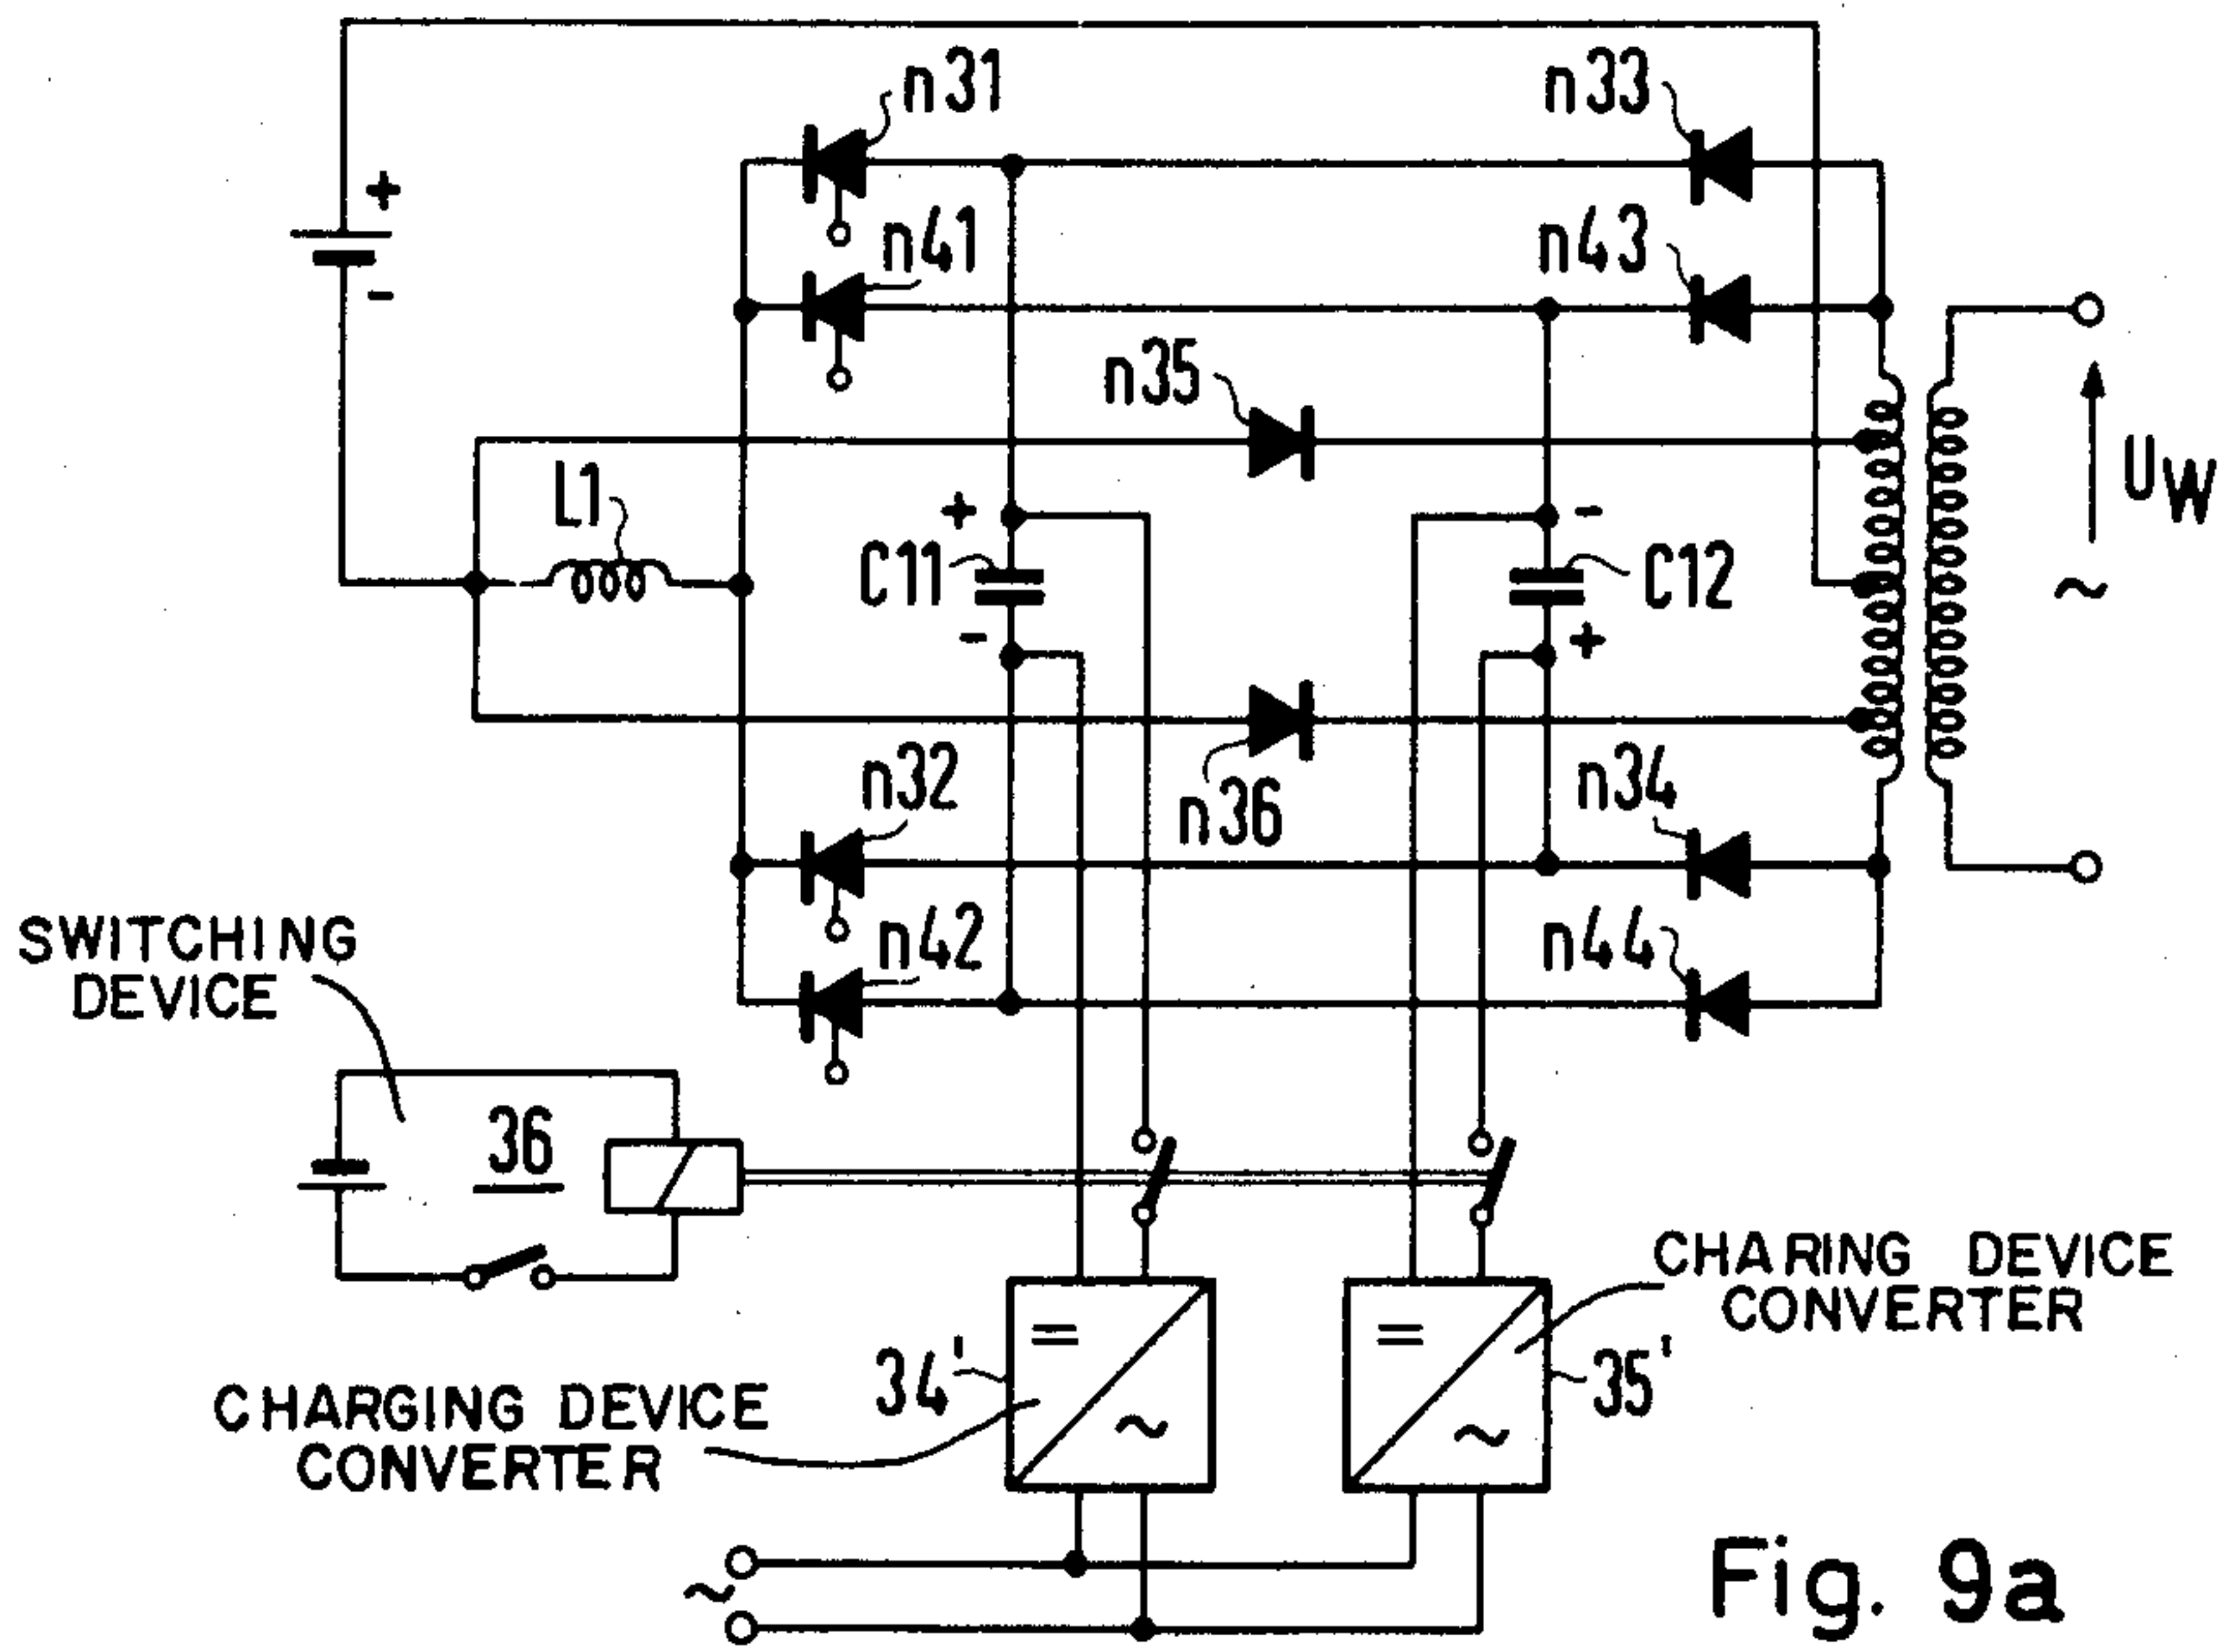 n31
n33
+
n41
n43
-
n35
L1
UW
+
-
C11
C12
~
-
+
n32
n36
n34
n42
n44
SWITCHING
DEVICE
36
CHARING DEVICE
CONVERTER
=
=
34'
35'
CHARGING DEVICE
CONVERTER
~
~
~
Fig. 9a